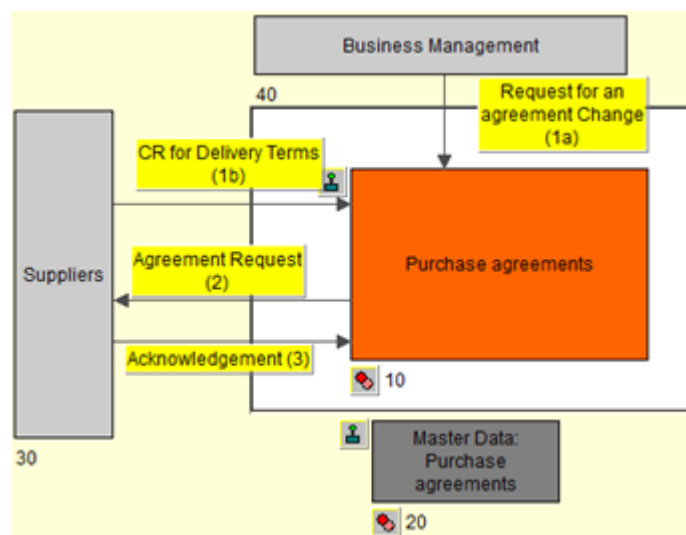 Business Management
40
Request for an
agreement Change
(1a)
CR for Delivery Terms
(1b)
Suppliers
Agreement Request
(2)
Purchase agreements
Acknowledgement (3)
10
30
Master Data:
Purchase
agreements
20